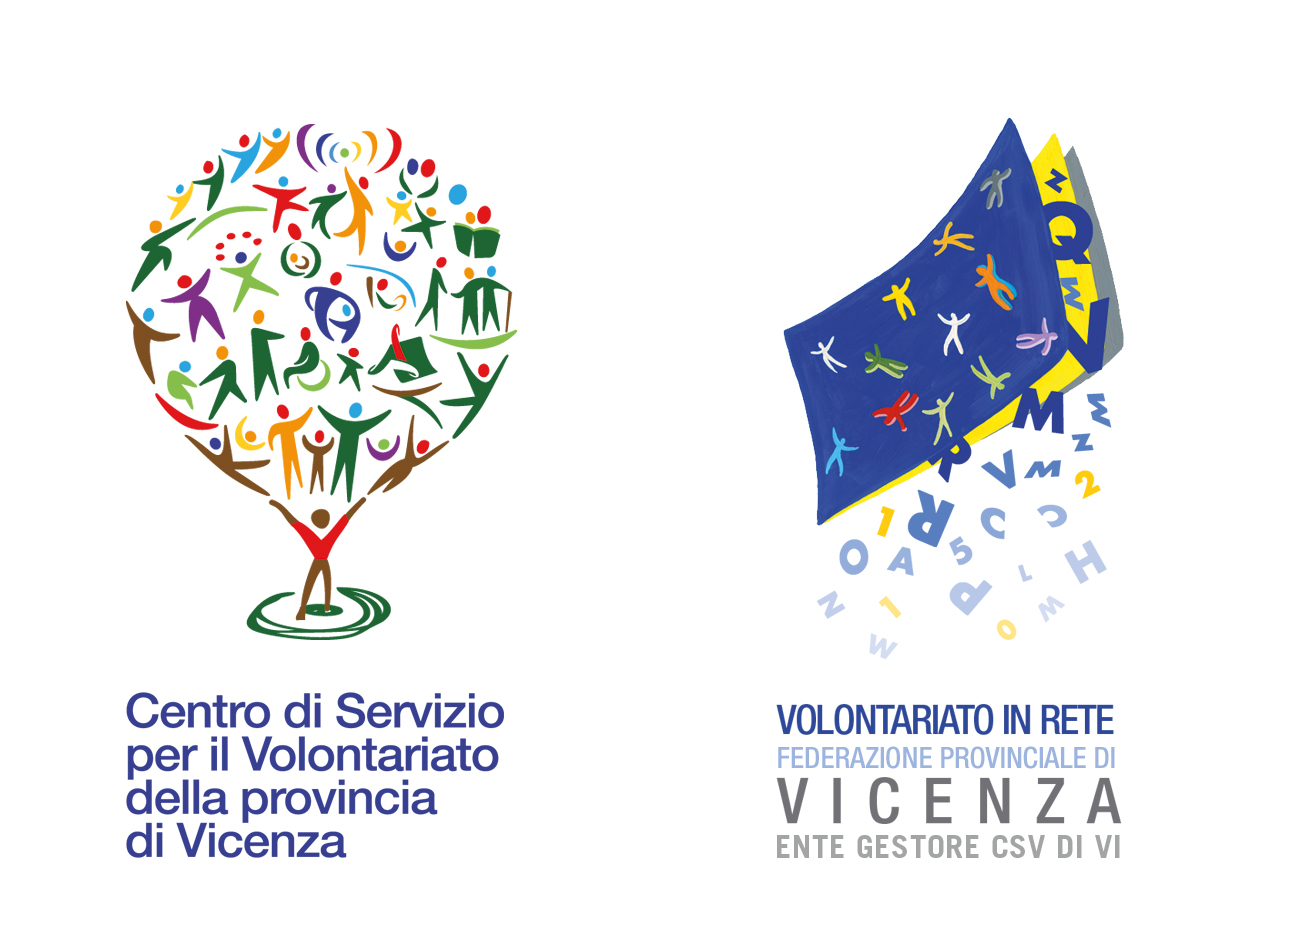 Centro di Servizio
per il Volontariato
della provincia
di Vicenza
VOLONTARIATO IN RETE
FEDERAZIONE PROVINCIALE DI
VICENZA
ENTE GESTORE CSV DI VI